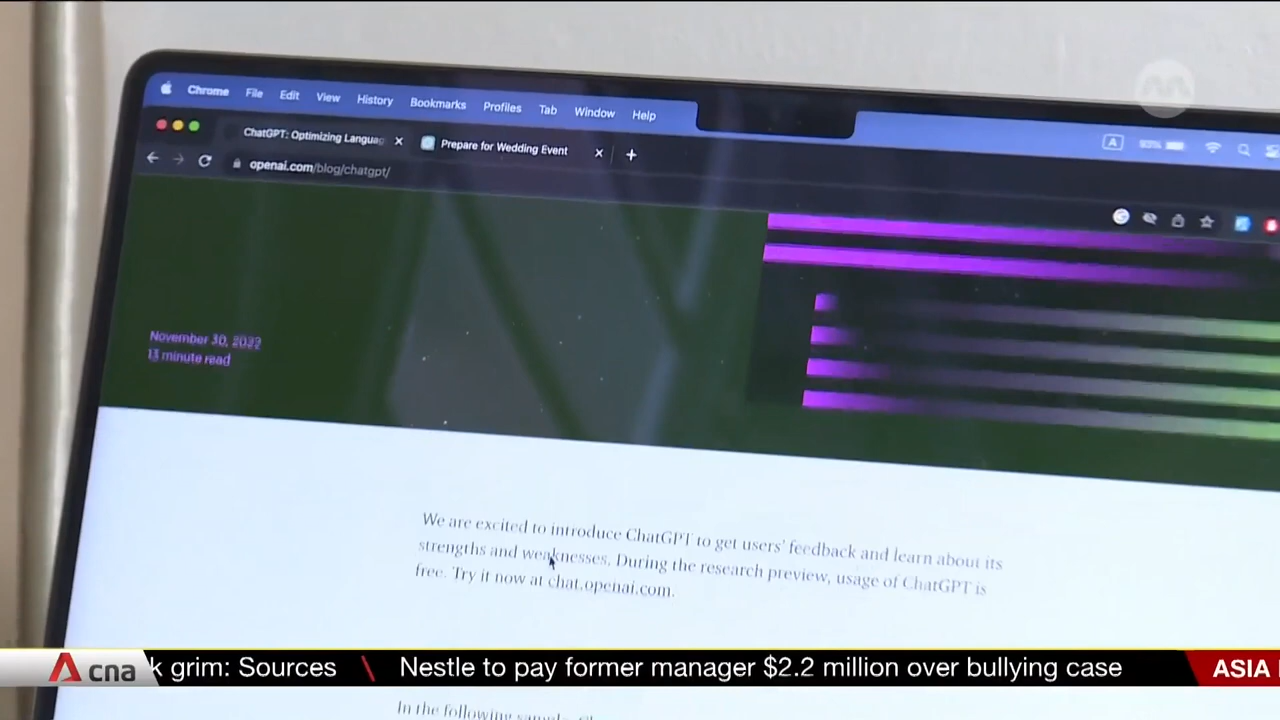 Chrome File Edit View History Bookmarks Profiles Tab Window Help A 93%
ChatGPT: Optimizing Languag Prepare for Wedding Event
openai.com/blog/chatgpt/
November 30, 2022
13 minute read
We are excited to introduce ChatGPT to get users' feedback and learn about its
strengths and weaknesses. During the research preview, usage of ChatGPT is
free. Try it now at chat.openai.com.
cna k grim: Sources \ Nestle to pay former manager $2.2 million over bullying case ASIA
In the following sample,